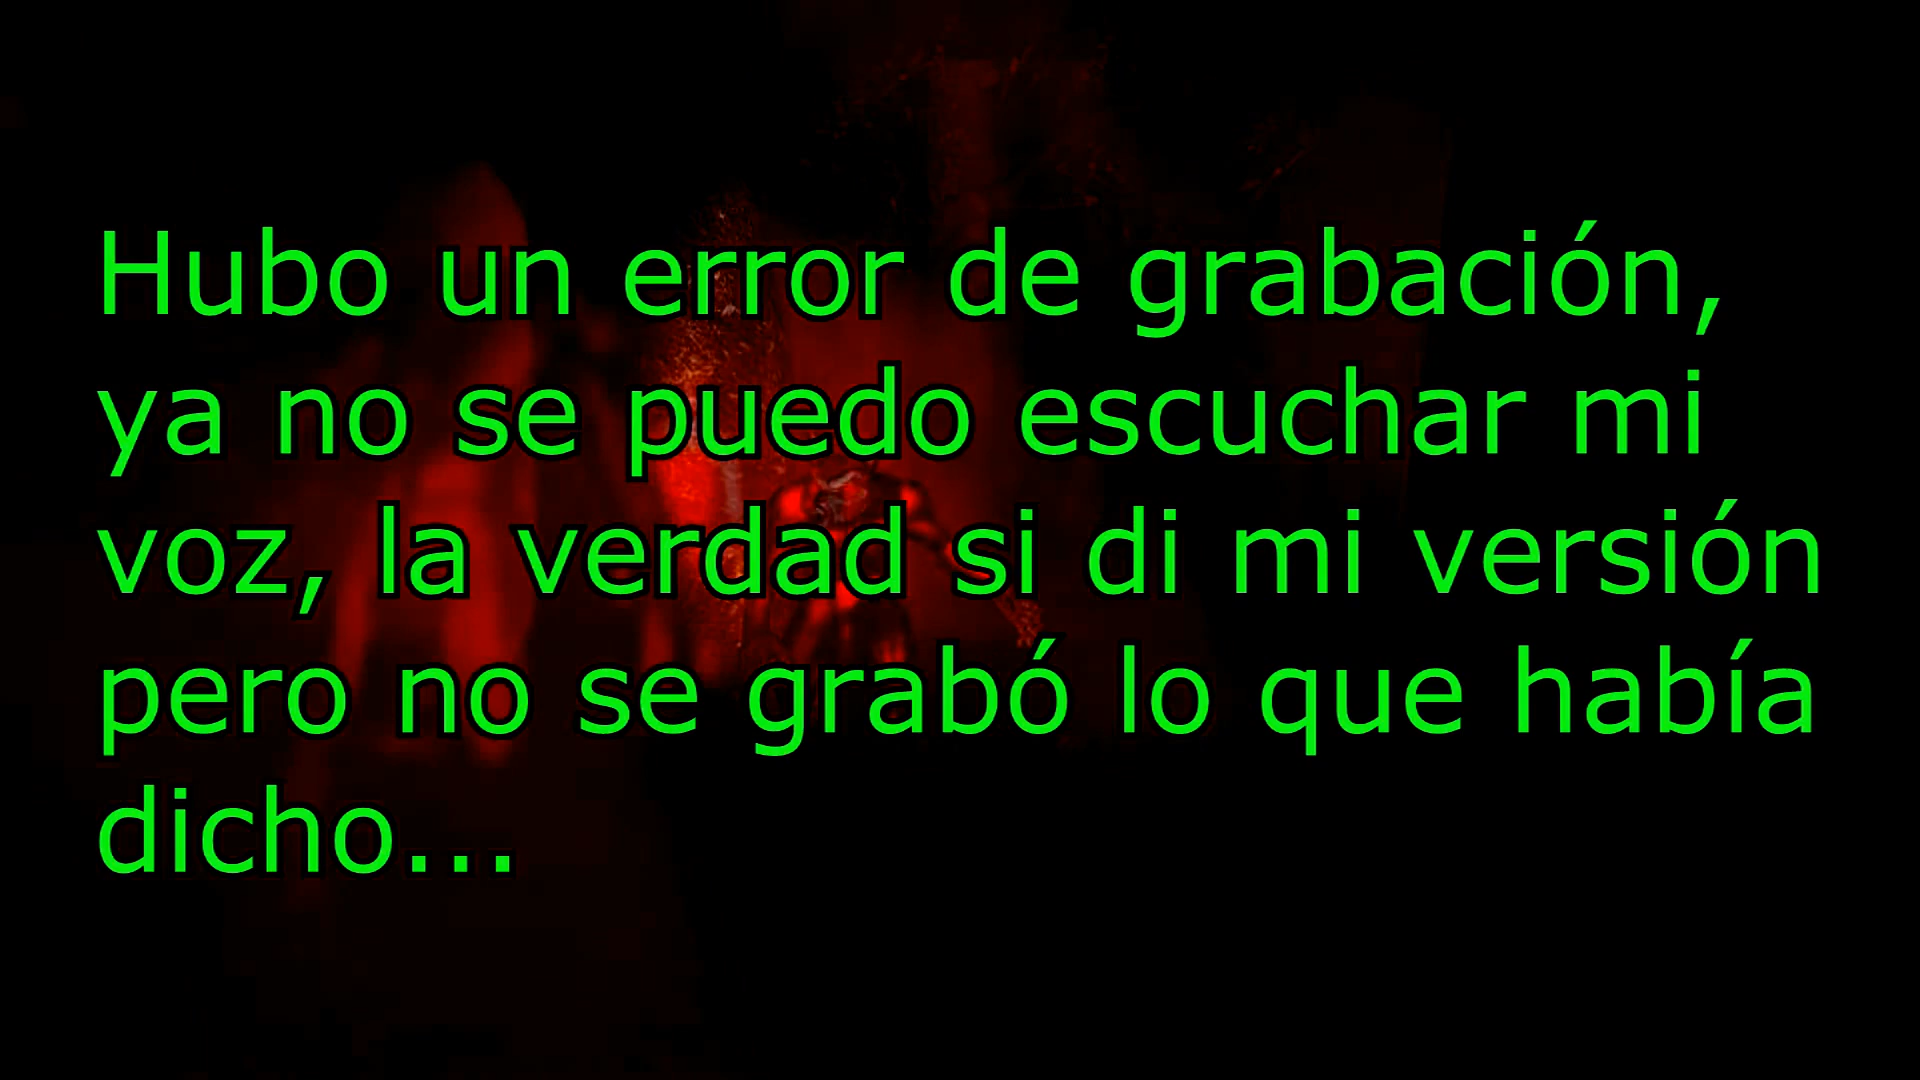 Hubo un error de grabación,
ya no se puedo escuchar mi
voz, la verdad si di mi versión
pero no se grabó lo que había
dicho...